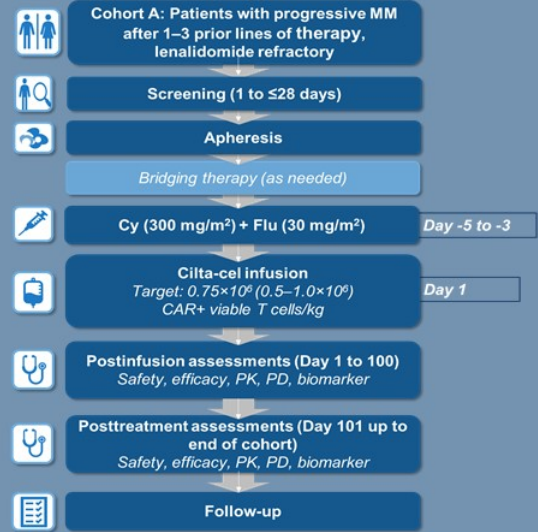 Cohort A: Patients with progressive MM
after 1–3 prior lines of therapy,
lenalidomide refractory
Screening (1 to ≤28 days)
Apheresis
Bridging therapy (as needed)
Cy (300 mg/m²) + Flu (30 mg/m²)
Day -5 to -3
Cilta-cel infusion
Target: 0.75×10⁶ (0.5–1.0×10⁶)
CAR+ viable T cells/kg
Day 1
Postinfusion assessments (Day 1 to 100)
Safety, efficacy, PK, PD, biomarker
Posttreatment assessments (Day 101 up to
end of cohort)
Safety, efficacy, PK, PD, biomarker
Follow-up